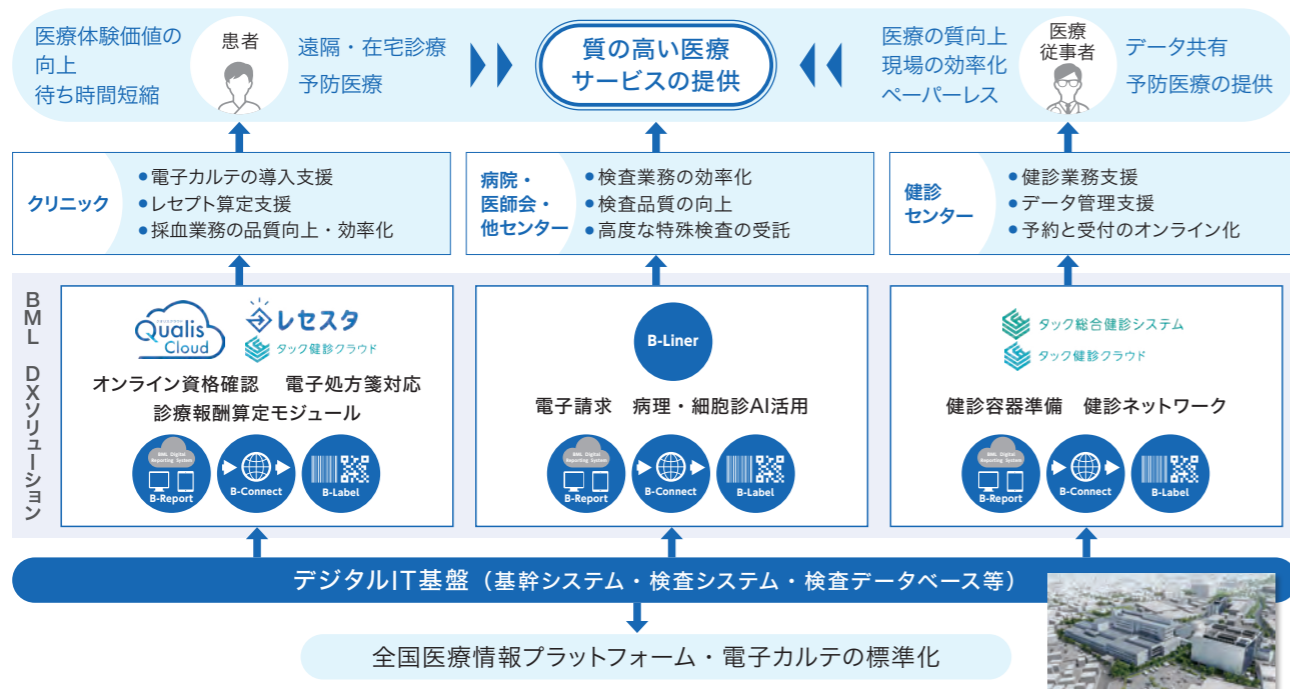 医療体験価値の
向上
待ち時間短縮
患者
遠隔・在宅診療
予防医療
質の高い医療
サービスの提供
医療の質向上
現場の効率化
ペーパーレス
医療
従事者
データ共有
予防医療の提供
クリニック
●電子カルテの導入支援
●レセプト算定支援
●採血業務の品質向上・効率化
病院・
医師会・
他センター
●検査業務の効率化
●検査品質の向上
●高度な特殊検査の受託
健診
センター
●健診業務支援
●データ管理支援
●予約と受付のオンライン化
BML DXソリューション
Qualis
Cloud
レセスタ
タック健診クラウド
オンライン資格確認 電子処方箋対応
診療報酬算定モジュール
BML Digital
Reporting System
B-Report
B-Connect
B-Label
B-Liner
電子請求 病理・細胞診AI活用
BML Digital
Reporting System
B-Report
B-Connect
B-Label
タック総合健診システム
タック健診クラウド
健診容器準備 健診ネットワーク
BML Digital
Reporting System
B-Report
B-Connect
B-Label
デジタルIT基盤（基幹システム・検査システム・検査データベース等）
全国医療情報プラットフォーム・電子カルテの標準化